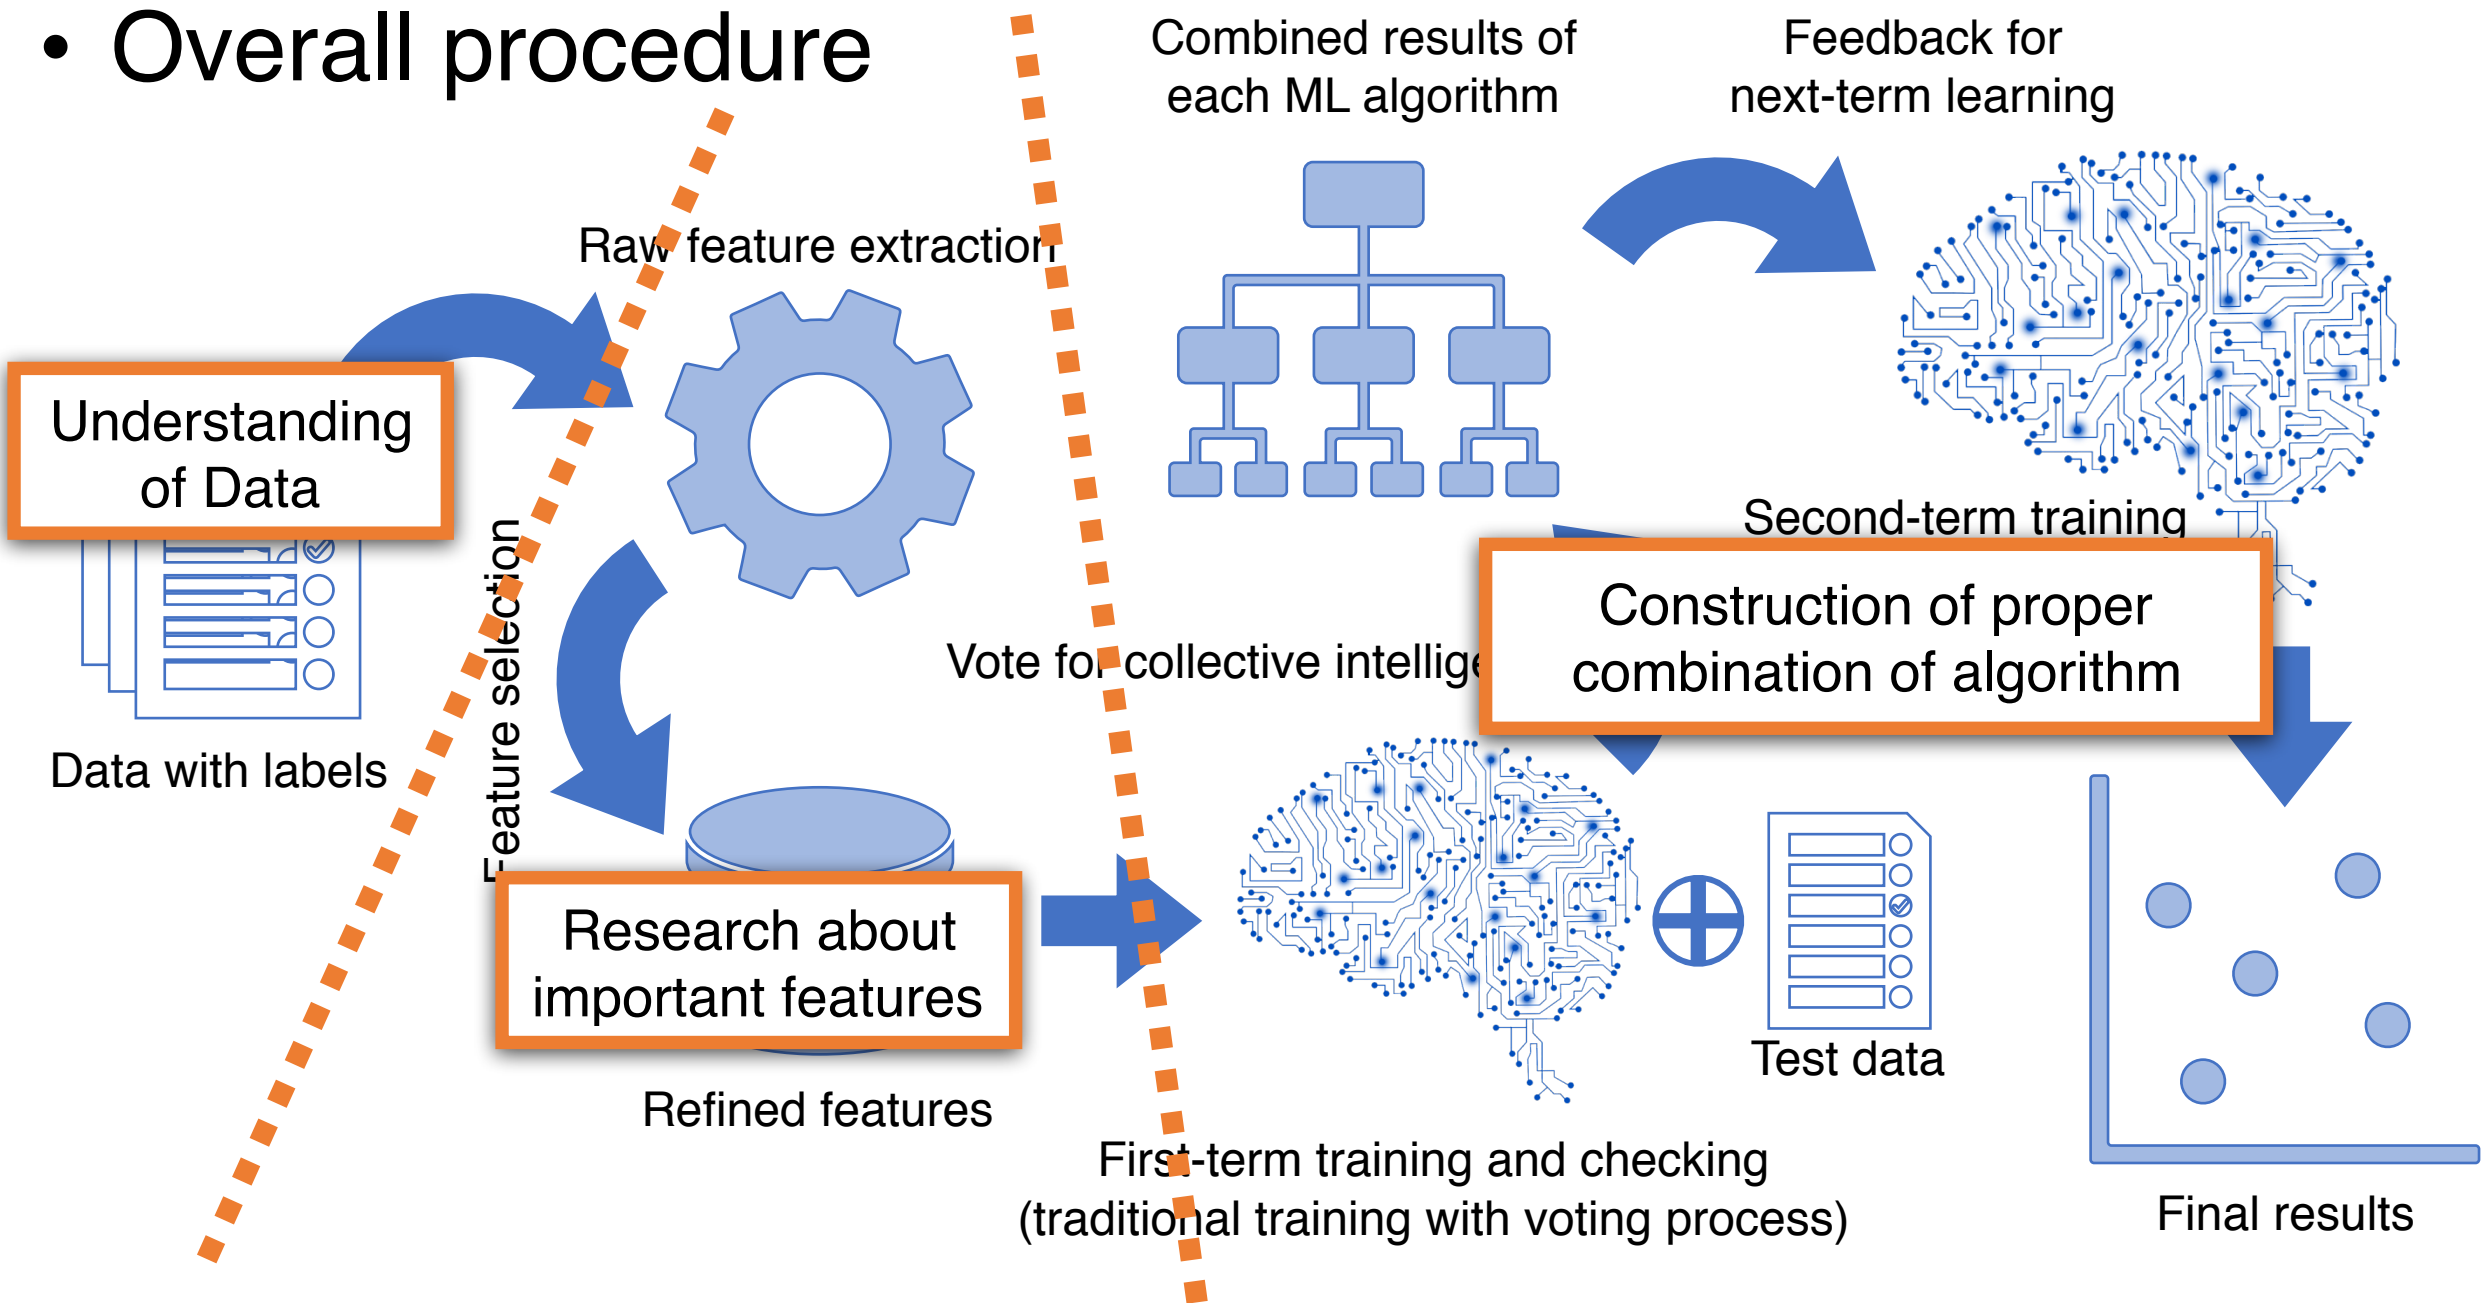 • Overall procedure
Combined results of
each ML algorithm
Feedback for
next-term learning
Raw feature extraction
Understanding
of Data
Data with labels
Feature selection
Second-term training
Construction of proper
combination of algorithm
Vote for collective
Research about
important features
Refined features
Test data
First-term training and checking
(traditional training with voting process)
Final results